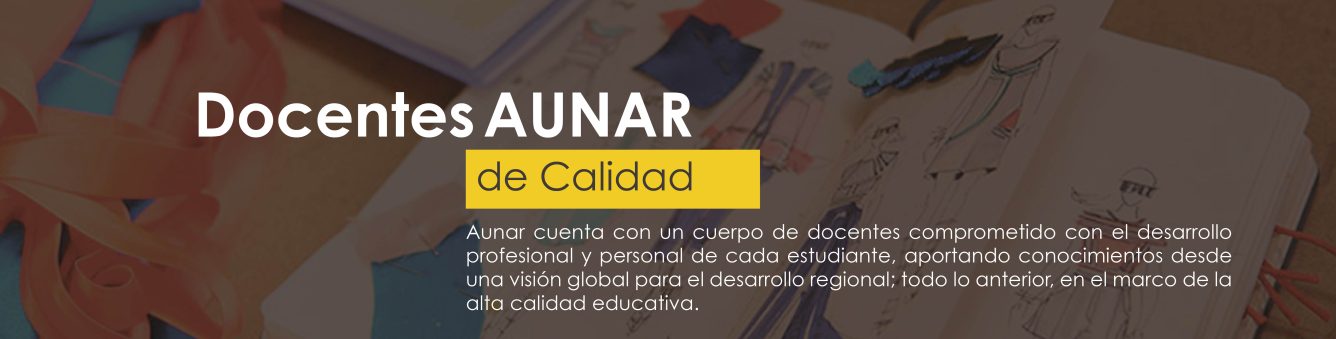 Docentes AUNAR
de Calidad
Aunar cuenta con un cuerpo de docentes comprometido con el desarrollo
profesional y personal de cada estudiante, aportando conocimientos desde
una visión global para el desarrollo regional; todo lo anterior, en el marco de la
alta calidad educativa.